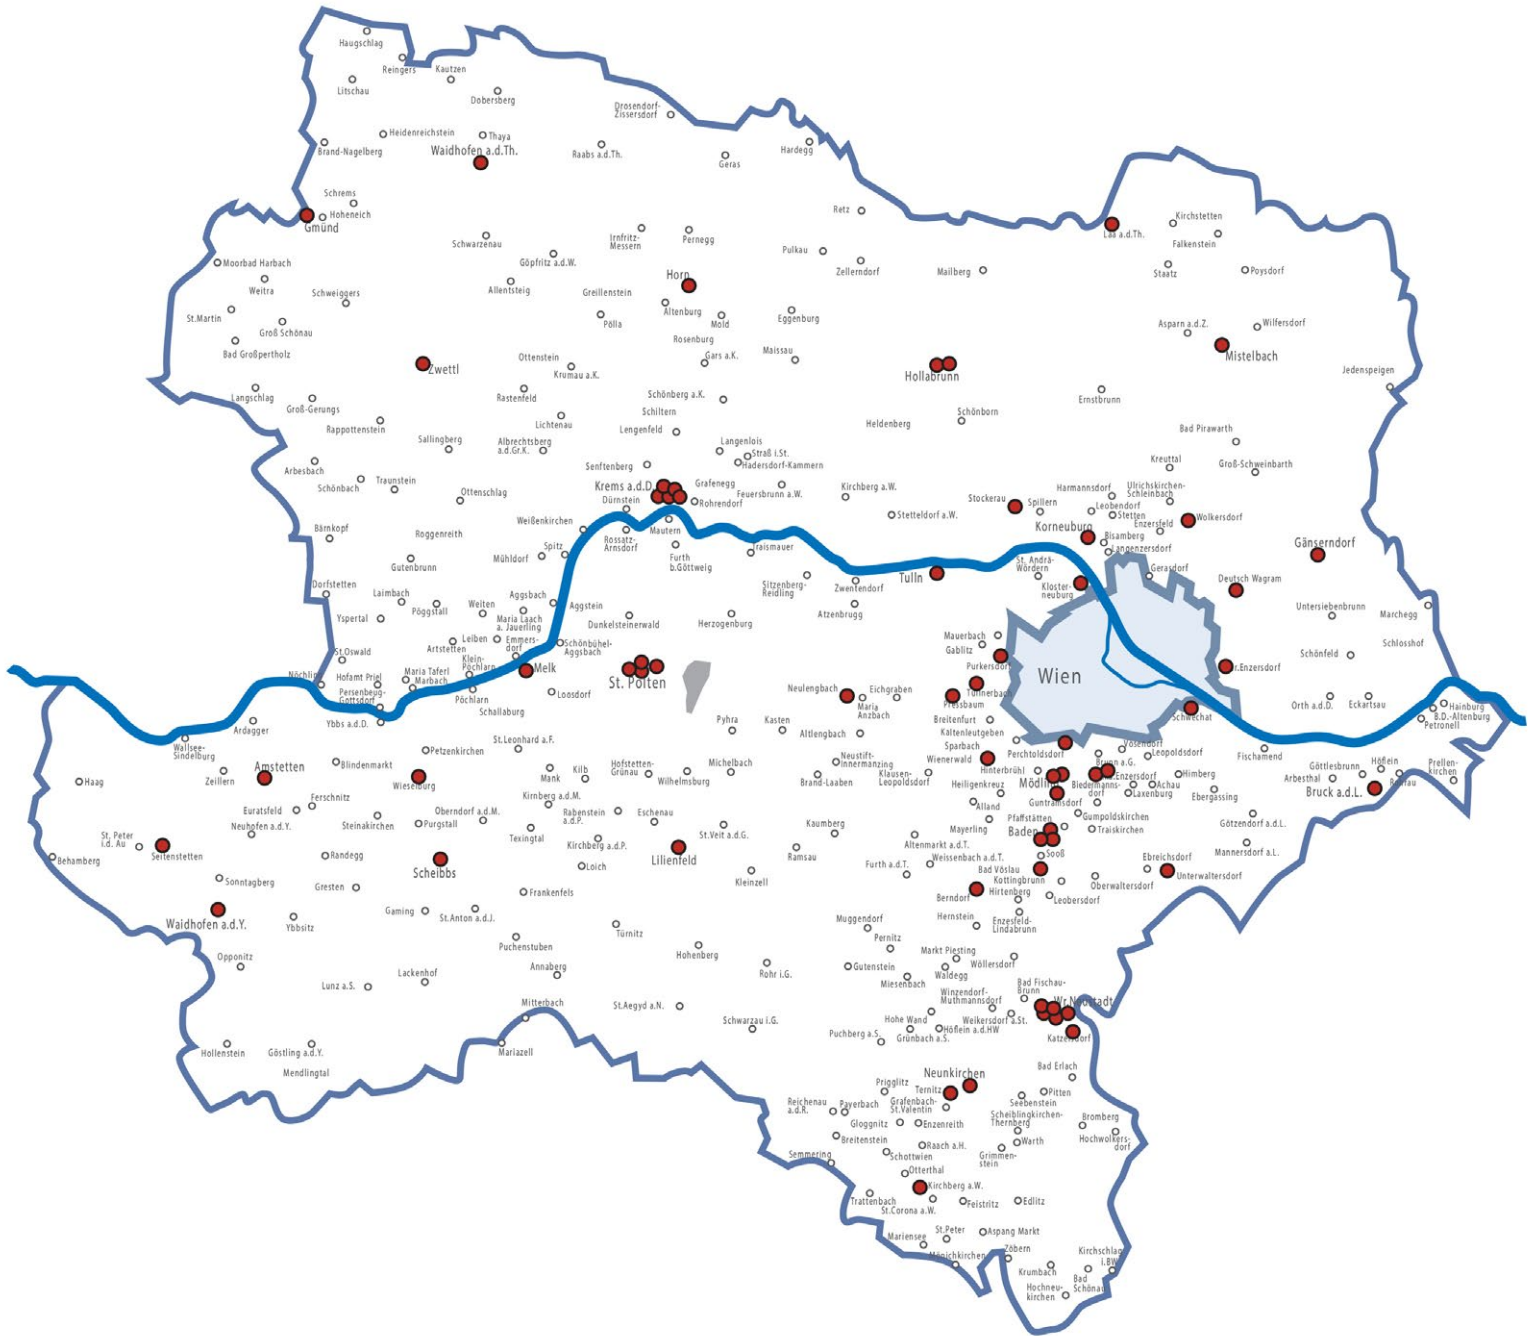 Haugschlag
Reingers
Kautzen
Litschau
Dobersberg
Drosendorf-
Zissersdorf
Heidenreichstein
Thaya
Brand-Nagelberg
Waidhofen a.d.Th.
Raabs a.d.Th.
Geras
Hardegg
Schrems
Hoheneich
Gmünd
Retz
Laa a.d.Th.
Kirchstetten
Falkenstein
Schwarzenau
Irnfritz-
Messern
Pernegg
Pulkau
Moorbad Harbach
Göpfritz a.d.W.
Zellerndorf
Mailberg
Staatz
Poysdorf
Horn
Weitra
Allentsteig
Greillenstein
Schweiggers
Altenburg
St.Martin
Pölla
Mold
Eggenburg
Groß Schönau
Asparn a.d.Z.
Wilfersdorf
Rosenburg
Bad Großpertholz
Ottenstein
Gars a.K.
Maissau
Mistelbach
Zwettl
Krumau a.K.
Hollabrunn
Jedenspeigen
Langschlag
Rastenfeld
Schönberg a.K.
Ernstbrunn
Groß-Gerungs
Schiltern
Schönborn
Rappottenstein
Lichtenau
Lengenfeld
Heldenberg
Bad Pirawarth
Sallingberg
Albrechtsberg
a.d.Gr.K.
Langenlois
Straß i.St.
Hadersdorf-Kammern
Kreuttal
Groß-Schweinbarth
Arbesbach
Senftenberg
Schönbach
Traunstein
Krems a.d.D.
Grafenegg
Feuersbrunn a.W.
Kirchberg a.W.
Harmannsdorf
Ulrichskirchen-
Schleinbach
Ottenschlag
Dürnstein
Rohrendorf
Stockerau
Spillern
Leobendorf
Stetten
Stetteldorf a.W.
Wolkersdorf
Weißenkirchen
Korneuburg
Enzersfeld
Bärnkopf
Roggenreith
Mautern
Bisamberg
Rossatz-
Arnsdorf
Spitz
Traismauer
Langenzersdorf
Gänserndorf
Mühldorf
Furth
b.Göttweig
St. Andrä-
Wördern
Gutenbrunn
Tulln
Gerasdorf
Deutsch Wagram
Dorfstetten
Sitzenberg-
Reidling
Zwentendorf
Kloster-
neuburg
Laimbach
Pöggstall
Aggsbach
Aggstein
Weiten
Atzenbrugg
Untersiebenbrunn
Marchegg
Yspertal
Maria Laach
a. Jauerling
Dunkelsteinerwald
Herzogenburg
Mauerbach
Leiben
Emmers-
dorf
Schönbühel-
Aggsbach
Gablitz
Schlosshof
St.Oswald
Artstetten
Klein-
Pöchlarn
Purkersdorf
Schönfeld
Melk
Gr.Enzersdorf
Nöchling
Hofamt Priel
Maria Taferl
Marbach
St. Pölten
Wien
Persenbeug-
Gottsdorf
Pöchlarn
Loosdorf
Neulengbach
Eichgraben
Tullnerbach
Pressbaum
Orth a.d.D.
Eckartsau
Hainburg
B.D.-Altenburg
Petronell
Schallaburg
Maria
Anzbach
Ybbs a.d.D.
Pyhra
Kasten
Breitenfurt
Schwechat
Ardagger
Altlengbach
Kaltenleutgeben
Wallsee-
Sindelburg
Petzenkirchen
St.Leonhard a.F.
Sparbach
Perchtoldsdorf
Vösendorf
Leopoldsdorf
Fischamend
Neustift-
Innermanzing
Wienerwald
Brunn a.G.
Amstetten
Blindenmarkt
Hofstetten-
Grünau
Michelbach
Göttlesbrunn
Höflein
Prellen-
kirchen
Zeillern
Mank
Kilb
Wilhelmsburg
Klausen-
Leopoldsdorf
Hinterbrühl
Himberg
Arbesthal
Haag
Wieselburg
Brand-Laaben
Heiligenkreuz
Mödling
Biedermanns-
dorf
Achau
Laxenburg
Ebergassing
Bruck a.d.L.
Rohrau
Ferschnitz
Kirnberg a.d.M.
Guntramsdorf
Euratsfeld
Oberndorf a.d.M.
Rabenstein
a.d.P.
Eschenau
Alland
Pfaffstätten
Gumpoldskirchen
Götzendorf a.d.L.
Neuhofen a.d.Y.
Steinakirchen
Purgstall
Kaumberg
Mayerling
Baden
Traiskirchen
St. Peter
i.d. Au
Texingtal
St.Veit a.d.G.
Kirchberg a.d.P.
Altenmarkt a.d.T.
Mannersdorf a.L.
Seitenstetten
Randegg
Lilienfeld
Ramsau
Weissenbach a.d.T.
Sooß
Ebreichsdorf
Behamberg
Scheibbs
Loich
Furth a.d.T.
Bad Vöslau
Unterwaltersdorf
Sonntagberg
Gresten
Kleinzell
Kottingbrunn
Oberwaltersdorf
Frankenfels
Berndorf
Hirtenberg
Leobersdorf
Gaming
St.Anton a.d.J.
Waidhofen a.d.Y.
Ybbsitz
Türnitz
Muggendorf
Hernstein
Enzesfeld-
Lindabrunn
Pernitz
Puchenstuben
Hohenberg
Markt Piesting
Opponitz
Annaberg
Gutenstein
Wöllersdorf
Lackenhof
Rohr i.G.
Waldegg
Lunz a.S.
Miesenbach
Bad Fischau-
Brunn
Mitterbach
St.Aegyd a.N.
Winzendorf-
Muthmannsdorf
Wr.Neustadt
Schwarzau i.G.
Hohe Wand
Weikersdorf a.St.
Puchberg a.S.
Grünbach a.S.
Höflein a.d.HW
Katzelsdorf
Hollenstein
Göstling a.d.Y.
Mariazell
Mendlingtal
Neunkirchen
Bad Erlach
Prigglitz
Ternitz
Pitten
Reichenau
a.d.R.
Payerbach
Grafenbach-
St.Valentin
Seebenstein
Scheiblingkirchen-
Thernberg
Bromberg
Gloggnitz
Enzenreith
Hochwolkers-
dorf
Breitenstein
Raach a.H.
Warth
Semmering
Schottwien
Grimmen-
stein
Otterthal
Kirchberg a.W.
Trattenbach
St.Corona a.W.
Feistritz
Edlitz
Mariensee
St.Peter
Aspang Markt
Mönichkirchen
Zöbern
Kirchschlag
i.BW
Krumbach
Bad
Schönau
Hochneu-
kirchen